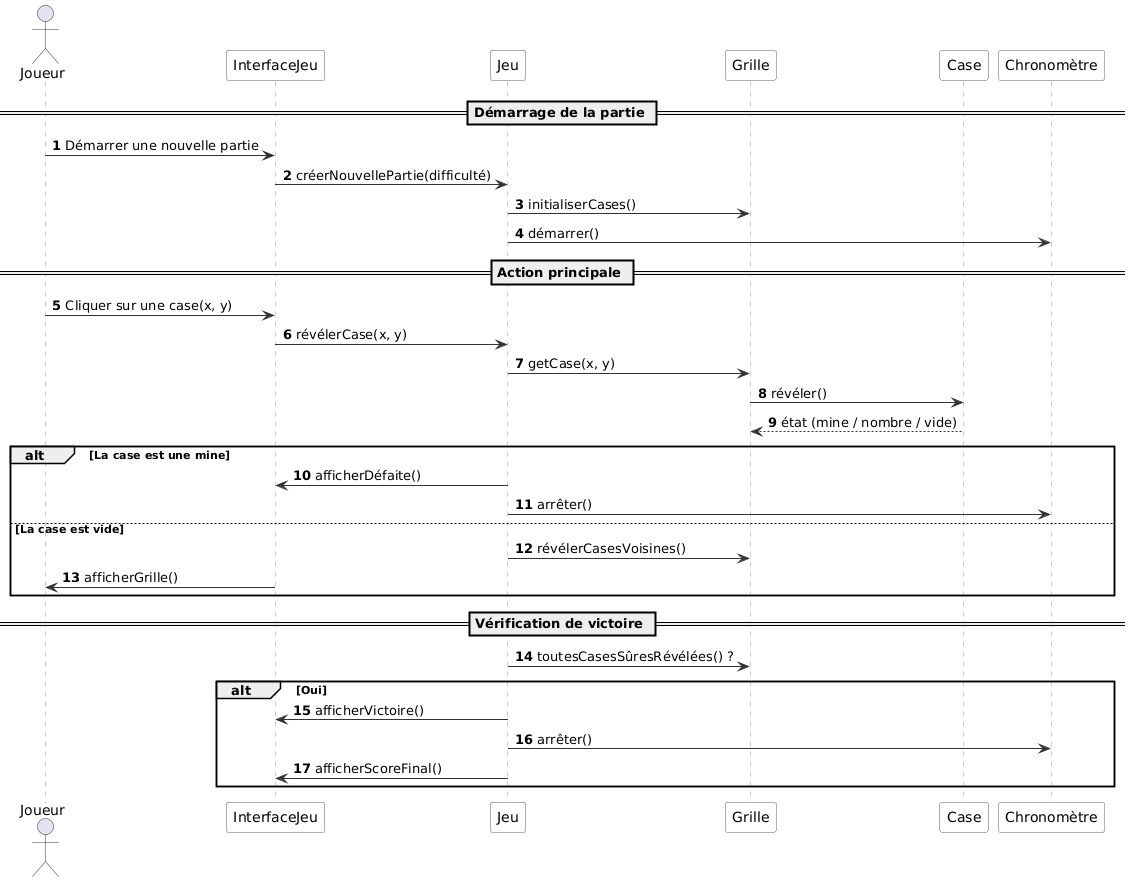 Joueur
InterfaceJeu
Jeu
Grille
Case
Chronomètre
Démarrage de la partie
1 Démarrer une nouvelle partie
2 créerNouvellePartie(difficulté)
3 initialiserCases()
4 démarrer()
Action principale
5 Cliquer sur une case(x, y)
6 révélerCase(x, y)
7 getCase(x, y)
8 révéler()
9 état (mine / nombre / vide)
alt [La case est une mine]
10 afficherDéfaite()
11 arrêter()
[La case est vide]
12 révélerCasesVoisines()
13 afficherGrille()
Vérification de victoire
14 toutesCasesSûresRévélées() ?
alt [Oui]
15 afficherVictoire()
16 arrêter()
17 afficherScoreFinal()
Joueur
InterfaceJeu
Jeu
Grille
Case
Chronomètre